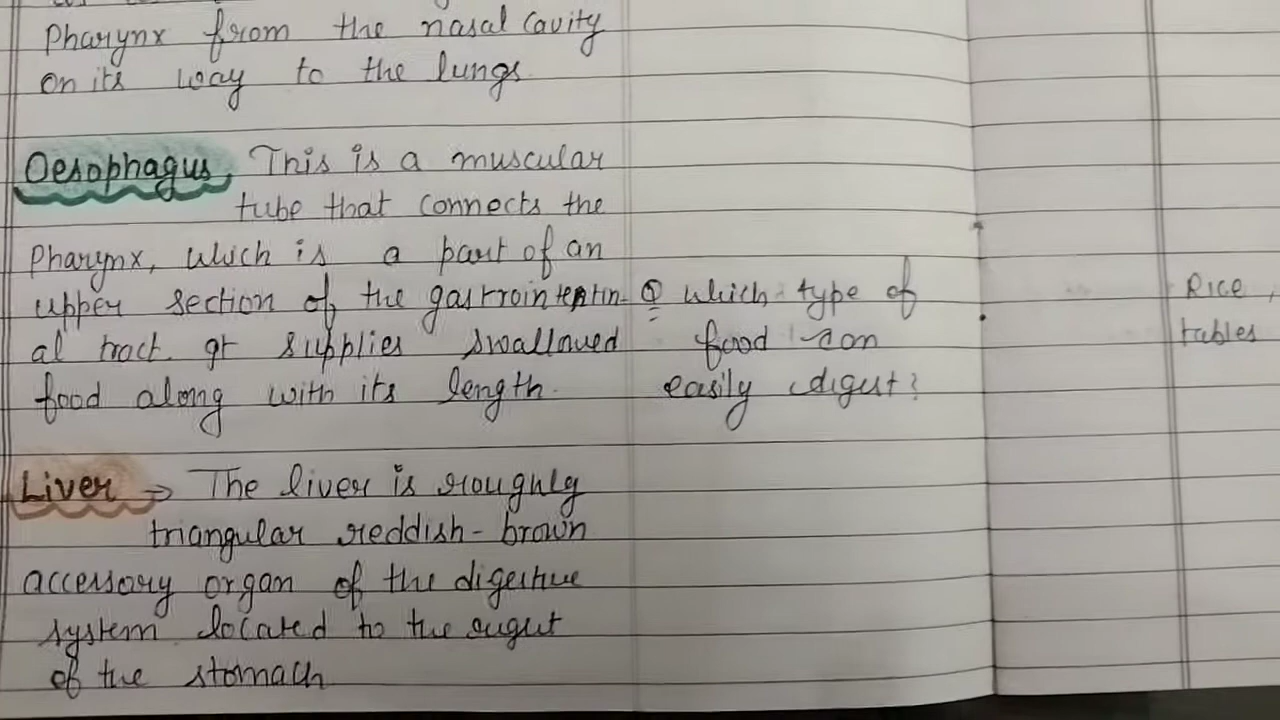 Pharynx from the nasal cavity
on its way to the lungs
Oesophagus, This is a muscular
tube that connects the
Pharynx, which is a part of an
upper section of the gastrointestin-
al tract. It supplies swallowed
food along with its length.
Liver → The liver is roughly
triangular reddish-brown
accessory organ of the digestive
system located to the right
of the stomach
Q which type of
food can
easily digest?
Rice,
tables